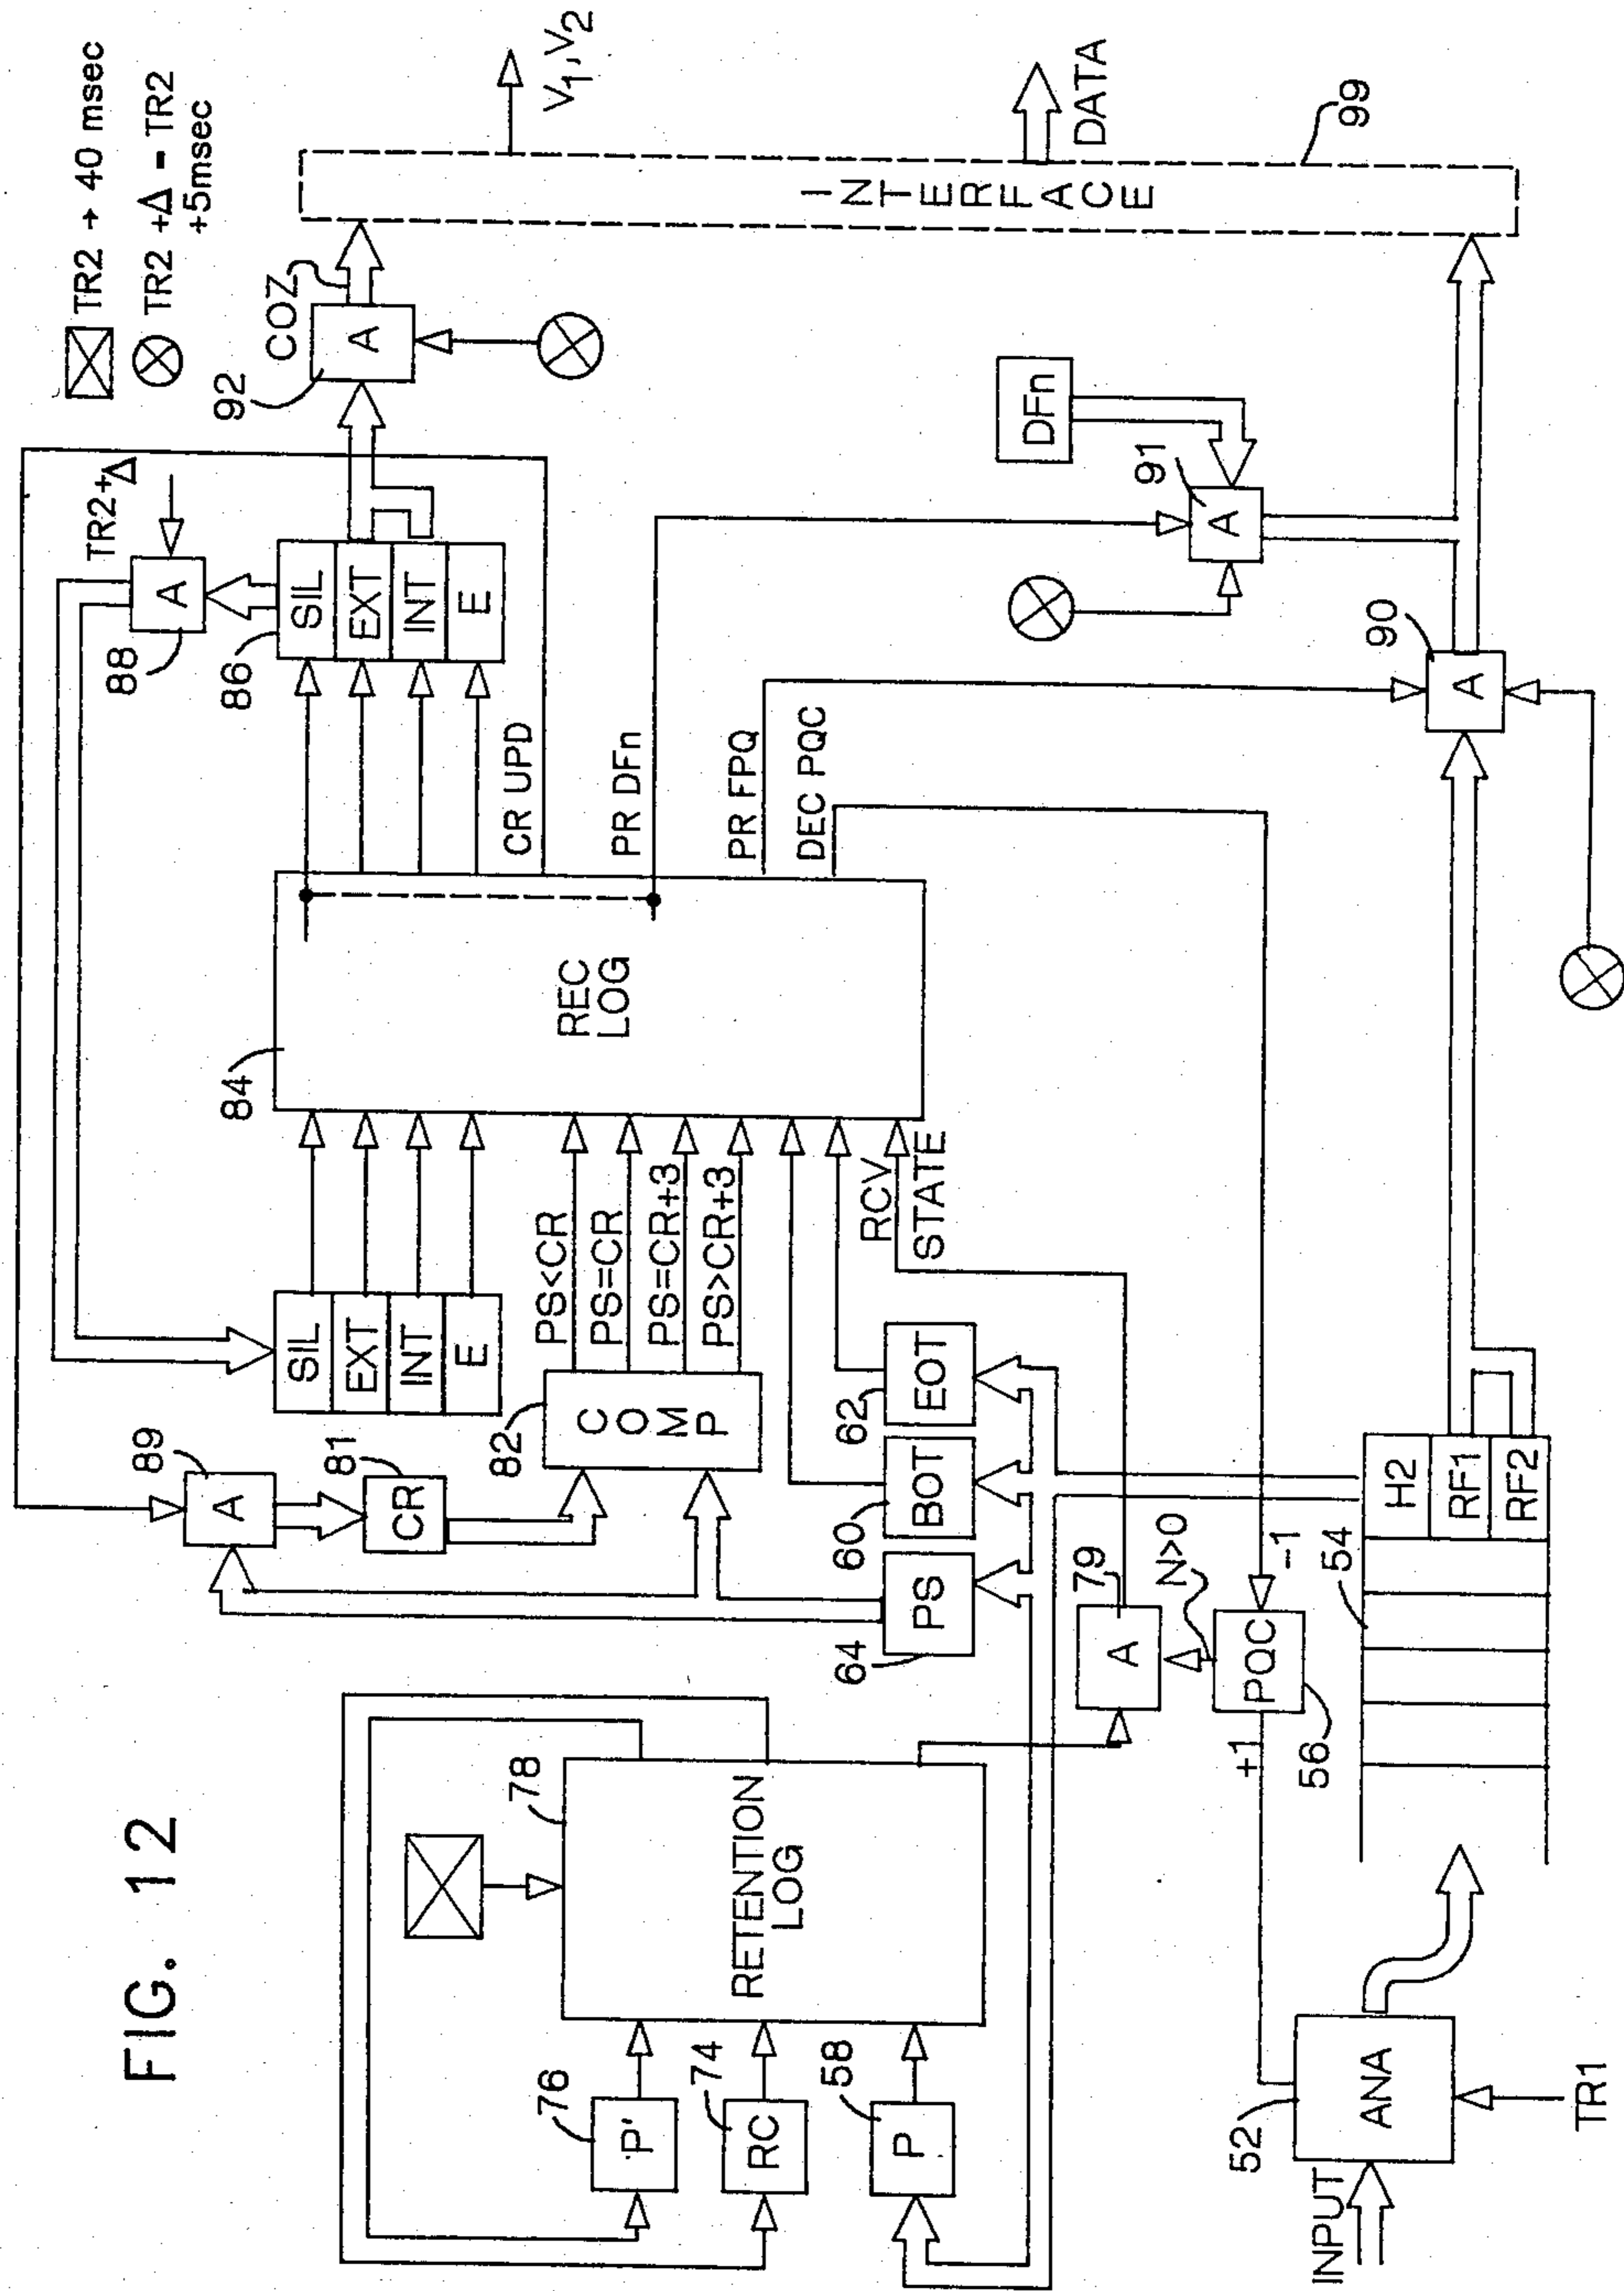 FIG. 12
TR2 + 40 msec
TR2 +Δ - TR2
+5msec
TR2+Δ
88
A
89
A
81
CR
SIL
EXT
INT
E
86
SIL
EXT
INT
E
92
COZ
A
V1, V2
DATA
INTERFACE
99
82
COMP
PS<CR
PS=CR
PS=CR+3
PS>CR+3
84
REC
LOG
CR UPD
PR DFn
PR FPQ
DEC PQC
RCV
STATE
DFn
91
A
90
A
76
P'
74
RC
58
P
78
RETENTION
LOG
64
PS
60
BOT
62
EOT
79
A
N>0
+1
PQC
-1
56
54
H2
RF1
RF2
INPUT
52
ANA
TR1